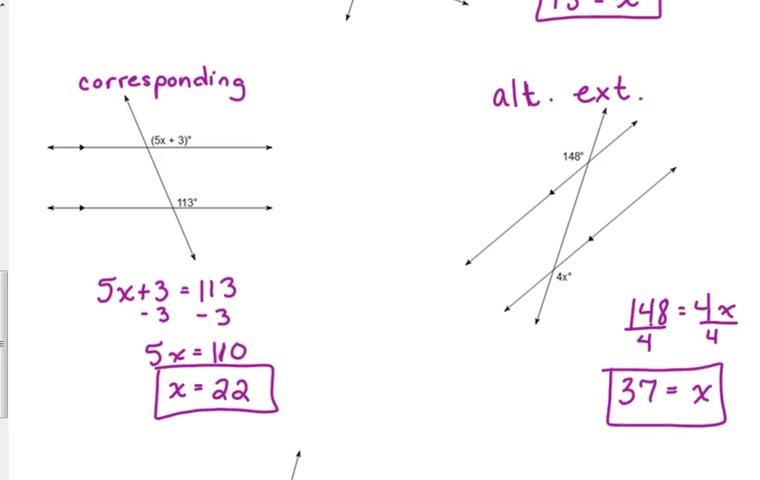 corresponding
(5x + 3)°
113°
5x+3 = 113
- 3 - 3
5x = 110
x = 22
alt. ext.
148°
4x°
148 = 4x
4 4
37 = x